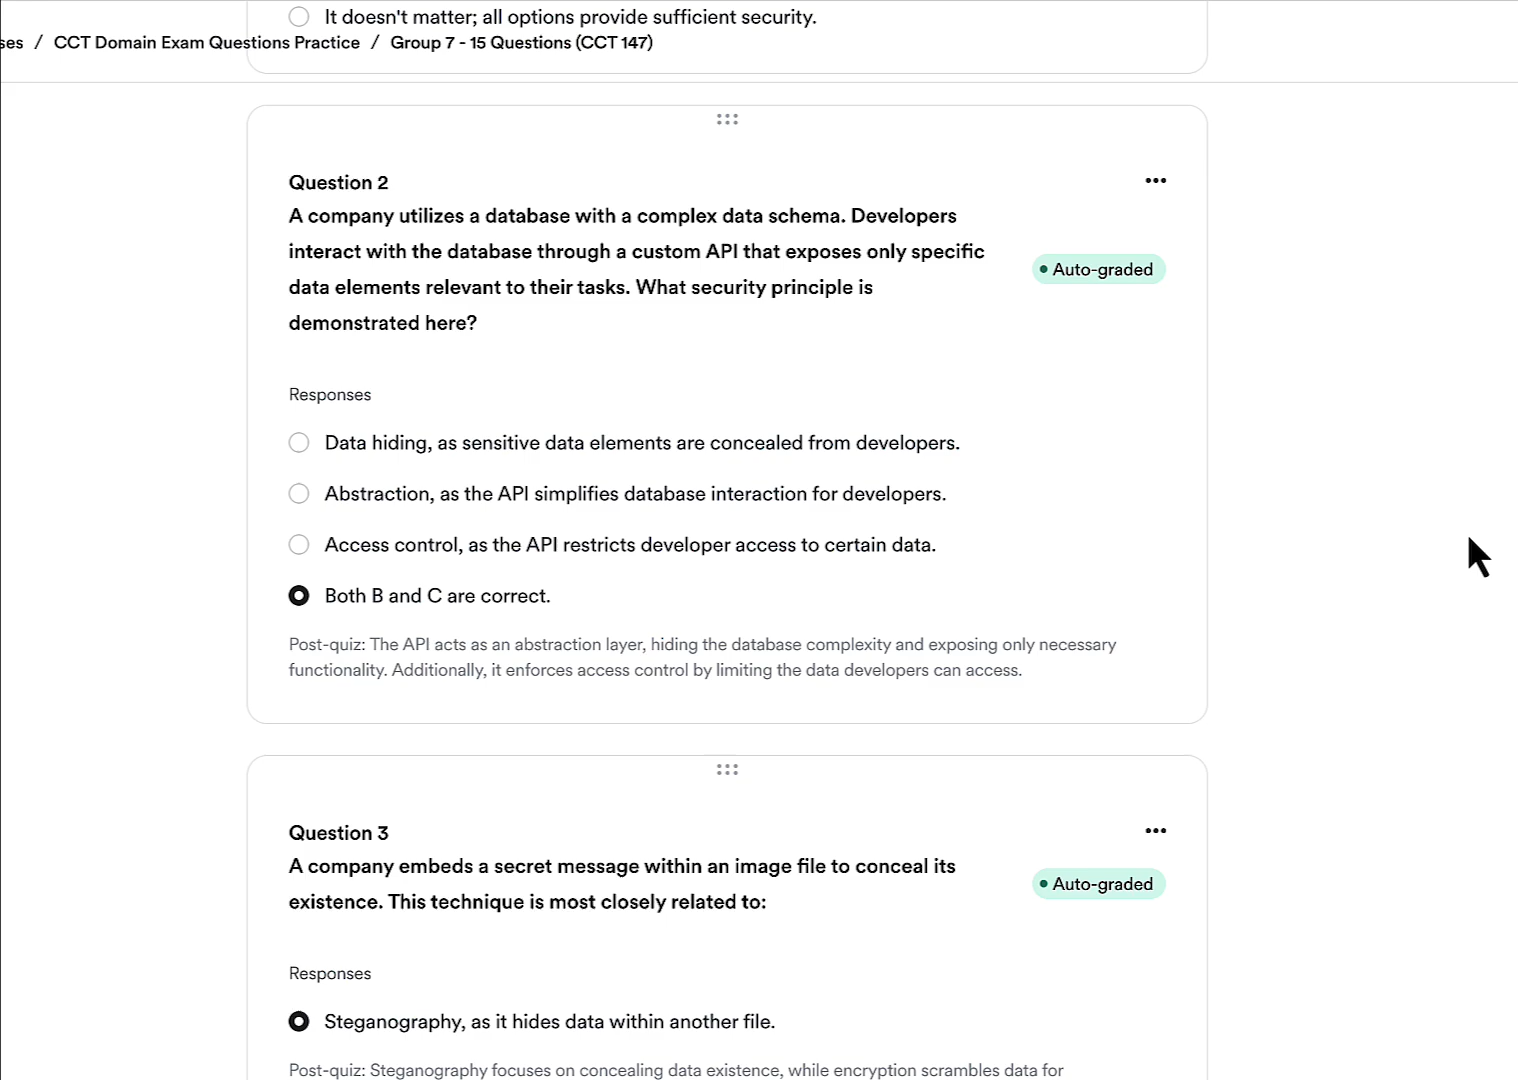 It doesn't matter; all options provide sufficient security.
ses / CCT Domain Exam Questions Practice / Group 7 - 15 Questions (CCT 147)
Question 2
A company utilizes a database with a complex data schema. Developers
interact with the database through a custom API that exposes only specific
data elements relevant to their tasks. What security principle is
demonstrated here?
Auto-graded
Responses
Data hiding, as sensitive data elements are concealed from developers.
Abstraction, as the API simplifies database interaction for developers.
Access control, as the API restricts developer access to certain data.
Both B and C are correct.
Post-quiz: The API acts as an abstraction layer, hiding the database complexity and exposing only necessary
functionality. Additionally, it enforces access control by limiting the data developers can access.
Question 3
A company embeds a secret message within an image file to conceal its
existence. This technique is most closely related to:
Auto-graded
Responses
Steganography, as it hides data within another file.
Post-quiz: Steganography focuses on concealing data existence, while encryption scrambles data for